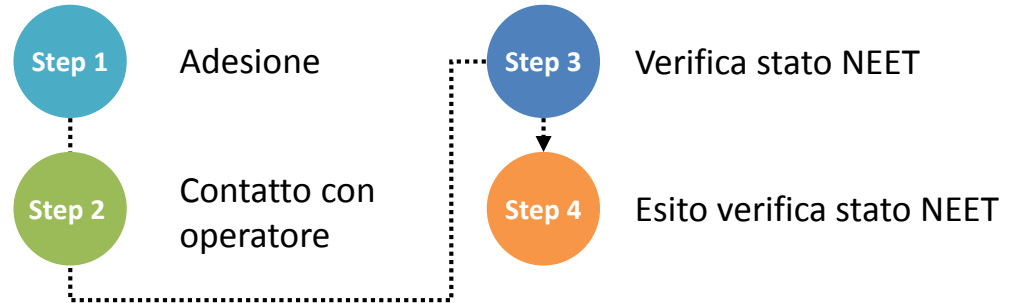 Step 1
Adesione
Step 2
Contatto con
operatore
Step 3
Verifica stato NEET
Step 4
Esito verifica stato NEET